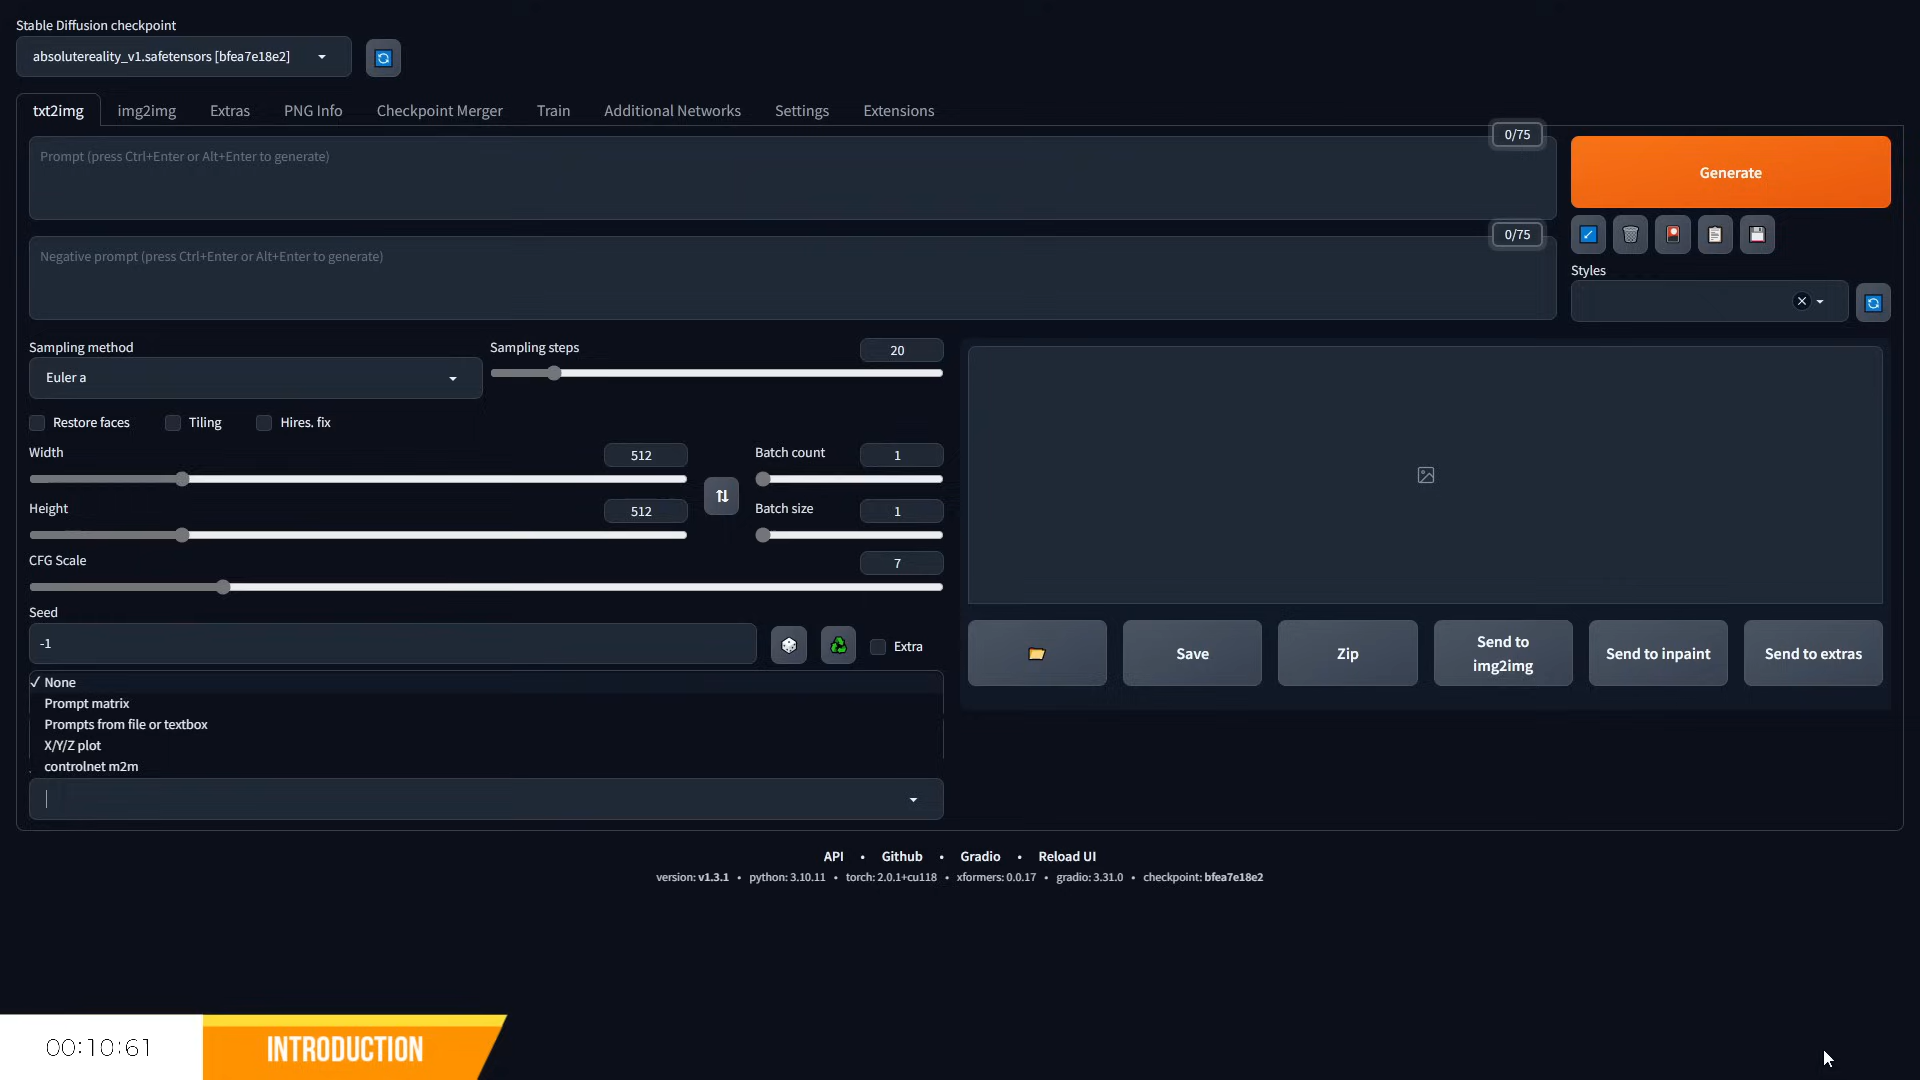 Stable Diffusion checkpoint
absolutereality_v1.safetensors [bfea7e18e2]
txt2img img2img Extras PNG Info Checkpoint Merger Train Additional Networks Settings Extensions
0/75
Prompt (press Ctrl+Enter or Alt+Enter to generate)
Generate
0/75
Negative prompt (press Ctrl+Enter or Alt+Enter to generate)
Styles
Sampling method
Euler a
Sampling steps
20
Restore faces Tiling Hires. fix
Width
512
Batch count
1
Height
512
Batch size
1
CFG Scale
7
Seed
-1
Extra
Save
Zip
Send to
img2img
Send to inpaint
Send to extras
✓ None
Prompt matrix
Prompts from file or textbox
X/Y/Z plot
controlnet m2m
API • Github • Gradio • Reload UI
version: v1.3.1 • python: 3.10.11 • torch: 2.0.1+cu118 • xformers: 0.0.17 • gradio: 3.31.0 • checkpoint: bfea7e18e2
00:10:61
INTRODUCTION